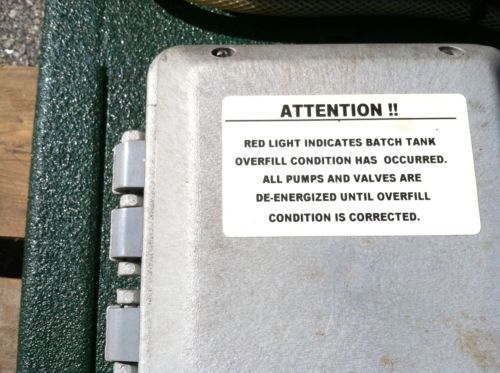 ATTENTION !!
RED LIGHT INDICATES BATCH TANK
OVERFILL CONDITION HAS OCCURRED.
ALL PUMPS AND VALVES ARE
DE-ENERGIZED UNTIL OVERFILL
CONDITION IS CORRECTED.